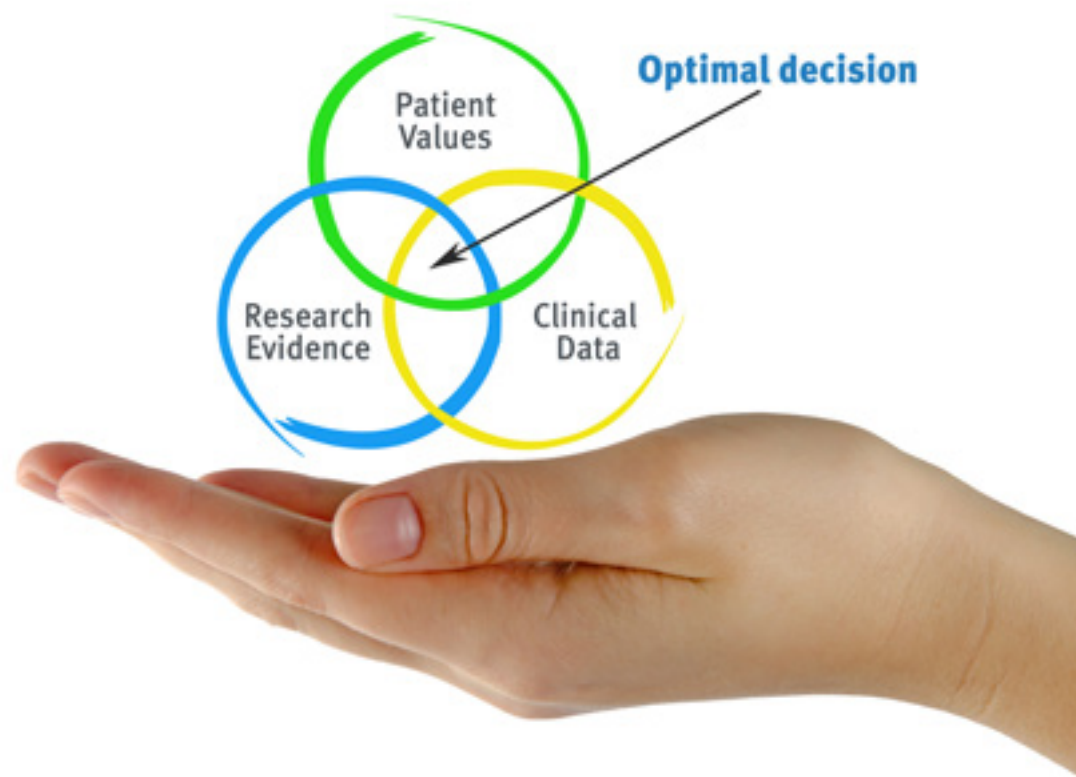 Optimal decision
Patient
Values
Research
Evidence
Clinical
Data